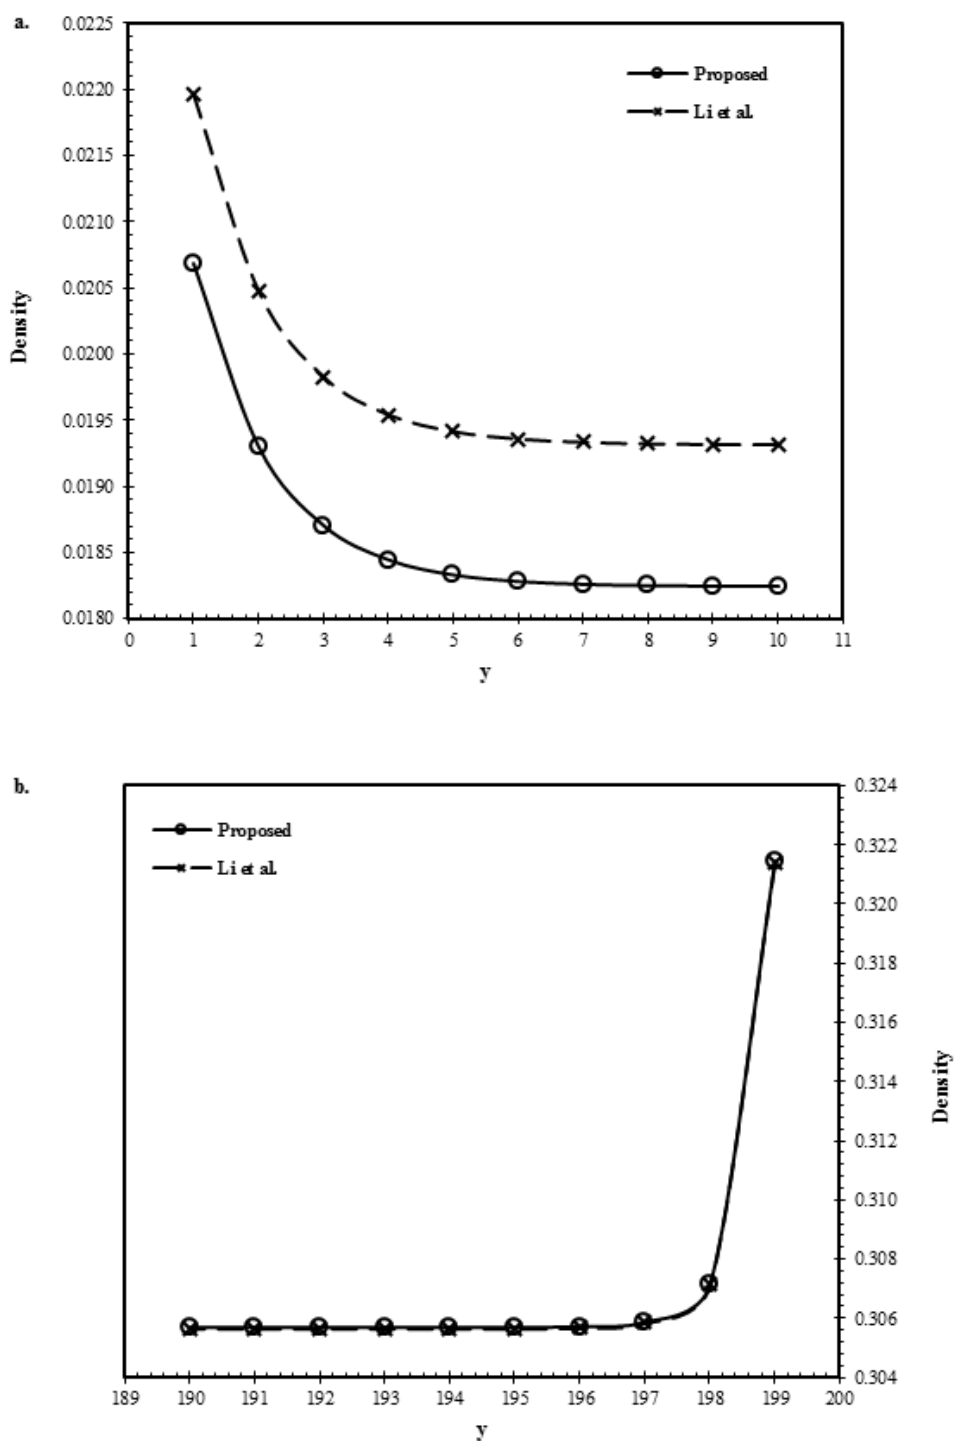 a.
0.0225
0.0220
0.0215
0.0210
0.0205
0.0200
0.0195
0.0190
0.0185
0.0180
Density
Proposed
Li et al.
0 1 2 3 4 5 6 7 8 9 10 11
y
b.
Proposed
Li et al.
0.324
0.322
0.320
0.318
0.316
0.314
0.312
0.310
0.308
0.306
0.304
Density
189 190 191 192 193 194 195 196 197 198 199 200
y